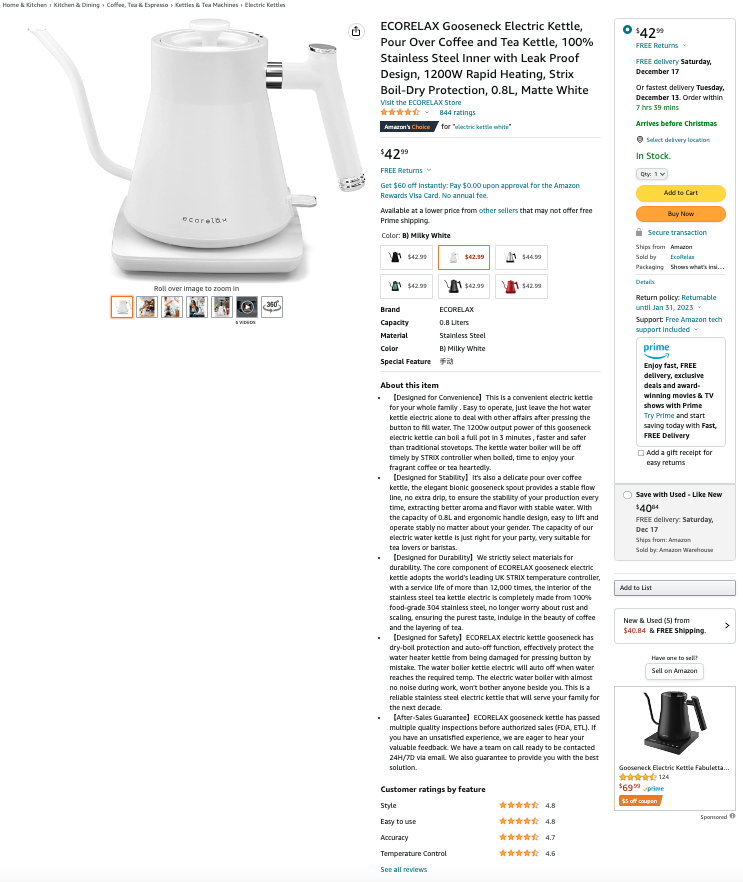 Home & Kitchen › Kitchen & Dining › Coffee, Tea & Espresso › Kettles & Tea Machines › Electric Kettles
ecorelax
Roll over image to zoom in
360°
6 VIDEOS
ECORELAX Gooseneck Electric Kettle,
Pour Over Coffee and Tea Kettle, 100%
Stainless Steel Inner with Leak Proof
Design, 1200W Rapid Heating, Strix
Boil-Dry Protection, 0.8L, Matte White
Visit the ECORELAX Store
844 ratings
Amazon's Choice for "electric kettle white"
$42.99
FREE Returns
Get $60 off instantly: Pay $0.00 upon approval for the Amazon
Rewards Visa Card. No annual fee.
Available at a lower price from other sellers that may not offer free
Prime shipping.
Color: B) Milky White
$42.99 $42.99 $44.99
$42.99 $42.99 $42.99
Brand ECORELAX
Capacity 0.8 Liters
Material Stainless Steel
Color B) Milky White
Special Feature 手动
About this item
• 【Designed for Convenience】This is a convenient electric kettle
for your whole family . Easy to operate, just leave the hot water
kettle electric alone to deal with other affairs after pressing the
button to fill water. The 1200w output power of this gooseneck
electric kettle can boil a full pot in 3 minutes , faster and safer
than traditional stovetops. The kettle water boiler will be off
timely by STRIX controller when boiled, time to enjoy your
fragrant coffee or tea heartedly.
• 【Designed for Stability】It's also a delicate pour over coffee
kettle, the elegant bionic gooseneck spout provides a stable flow
line, no extra drip, to ensure the stability of your production every
time, extracting better aroma and flavor with stable water. With
the capacity of 0.8L and ergonomic handle design, easy to lift and
operate stably no matter about your gender. The capacity of our
electric water kettle is just right for your party, very suitable for
tea lovers or baristas.
• 【Designed for Durability】We strictly select materials for
durability. The core component of ECORELAX gooseneck electric
kettle adopts the world's leading UK STRIX temperature controller,
with a service life of more than 12,000 times, the interior of the
stainless steel tea kettle electric is completely made from 100%
food-grade 304 stainless steel, no longer worry about rust and
scaling, ensuring the purest taste, indulge in the beauty of coffee
and the layering of tea.
• 【Designed for Safety】ECORELAX electric kettle gooseneck has
dry-boil protection and auto-off function, effectively protect the
water heater kettle from being damaged for pressing button by
mistake. The water boiler kettle electric will auto off when water
reaches the required temp. The electric water boiler with almost
no noise during work, won't bother anyone beside you. This is a
reliable stainless steel electric kettle that will serve your family for
the next decade.
• 【After-Sales Guarantee】ECORELAX gooseneck kettle has passed
multiple quality inspections before authorized sales (FDA, ETL). If
you have an unsatisfied experience, we are eager to hear your
valuable feedback. We have a team on call ready to be contacted
24H/7D via email. We also guarantee to provide you with the best
solution.
Customer ratings by feature
Style 4.8
Easy to use 4.8
Accuracy 4.7
Temperature Control 4.6
See all reviews
$42.99
FREE Returns
FREE delivery Saturday,
December 17
Or fastest delivery Tuesday,
December 13. Order within
7 hrs 39 mins
Arrives before Christmas
Select delivery location
In Stock.
Qty: 1
Add to Cart
Buy Now
Secure transaction
Ships from Amazon
Sold by EcoRelax
Packaging Shows what's insi...
Details
Return policy: Returnable
until Jan 31, 2023
Support: Free Amazon tech
support included
prime
Enjoy fast, FREE
delivery, exclusive
deals and award-
winning movies & TV
shows with Prime
Try Prime and start
saving today with Fast,
FREE Delivery
Add a gift receipt for
easy returns
Save with Used - Like New
$40.84
FREE delivery: Saturday,
Dec 17
Ships from: Amazon
Sold by: Amazon Warehouse
Add to List
New & Used (5) from
$40.84 & FREE Shipping.
Have one to sell?
Sell on Amazon
Gooseneck Electric Kettle Fabuletta...
124
$69.99 prime
$5 off coupon
Sponsored